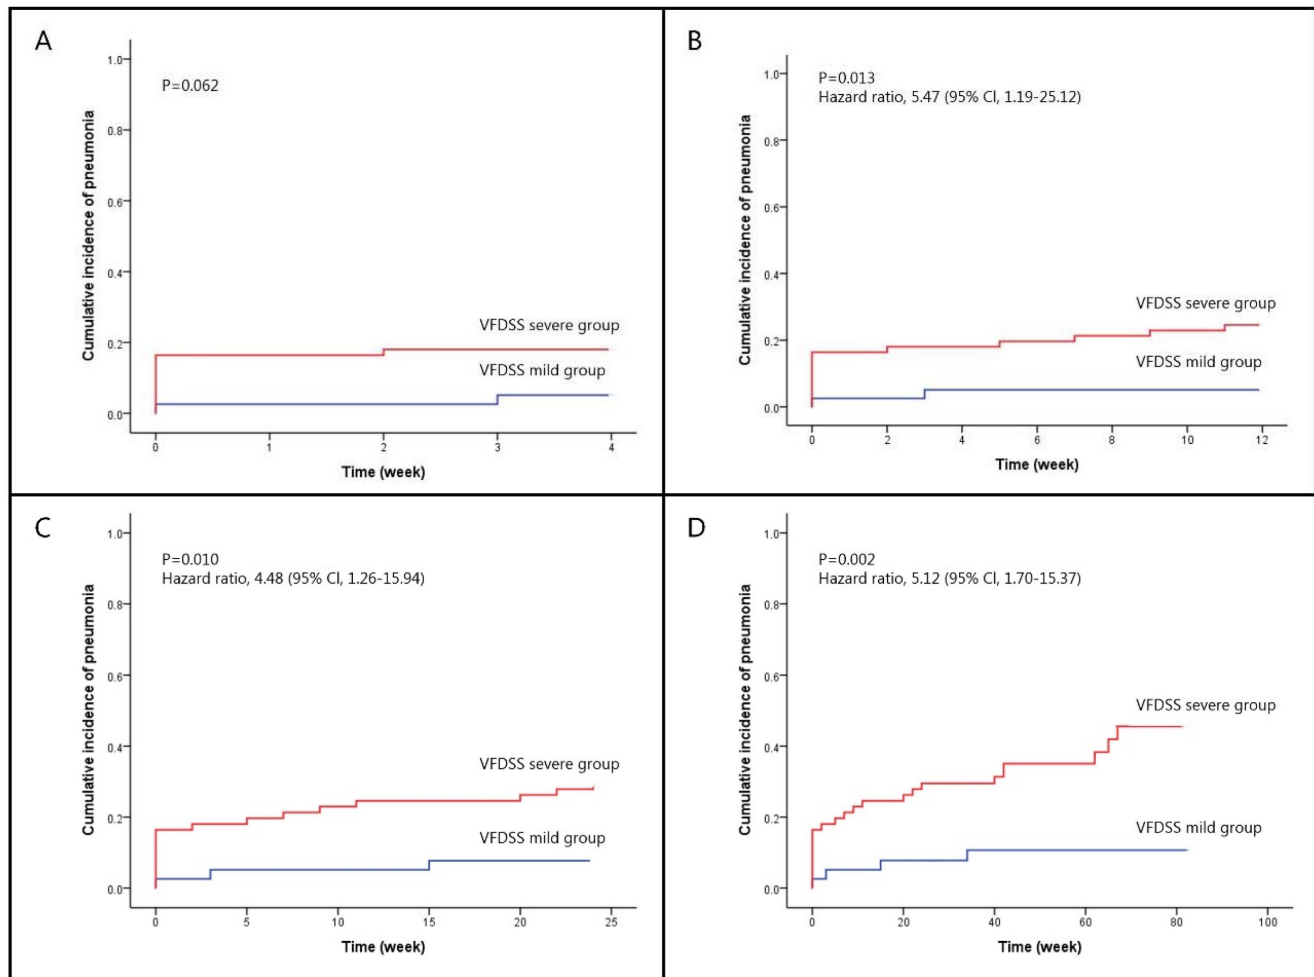 A
P=0.062
1.0
0.8
0.6
0.4
0.2
0.0
Cumulative incidence of pneumonia
VFDSS severe group
VFDSS mild group
0 1 2 3 4
Time (week)
B
P=0.013
Hazard ratio, 5.47 (95% Cl, 1.19-25.12)
1.0
0.8
0.6
0.4
0.2
0.0
Cumulative incidence of pneumonia
VFDSS severe group
VFDSS mild group
0 2 4 6 8 10 12
Time (week)
C
P=0.010
Hazard ratio, 4.48 (95% Cl, 1.26-15.94)
1.0
0.8
0.6
0.4
0.2
0.0
Cumulative incidence of pneumonia
VFDSS severe group
VFDSS mild group
0 5 10 15 20 25
Time (week)
D
P=0.002
Hazard ratio, 5.12 (95% Cl, 1.70-15.37)
1.0
0.8
0.6
0.4
0.2
0.0
Cumulative incidence of pneumonia
VFDSS severe group
VFDSS mild group
0 20 40 60 80 100
Time (week)